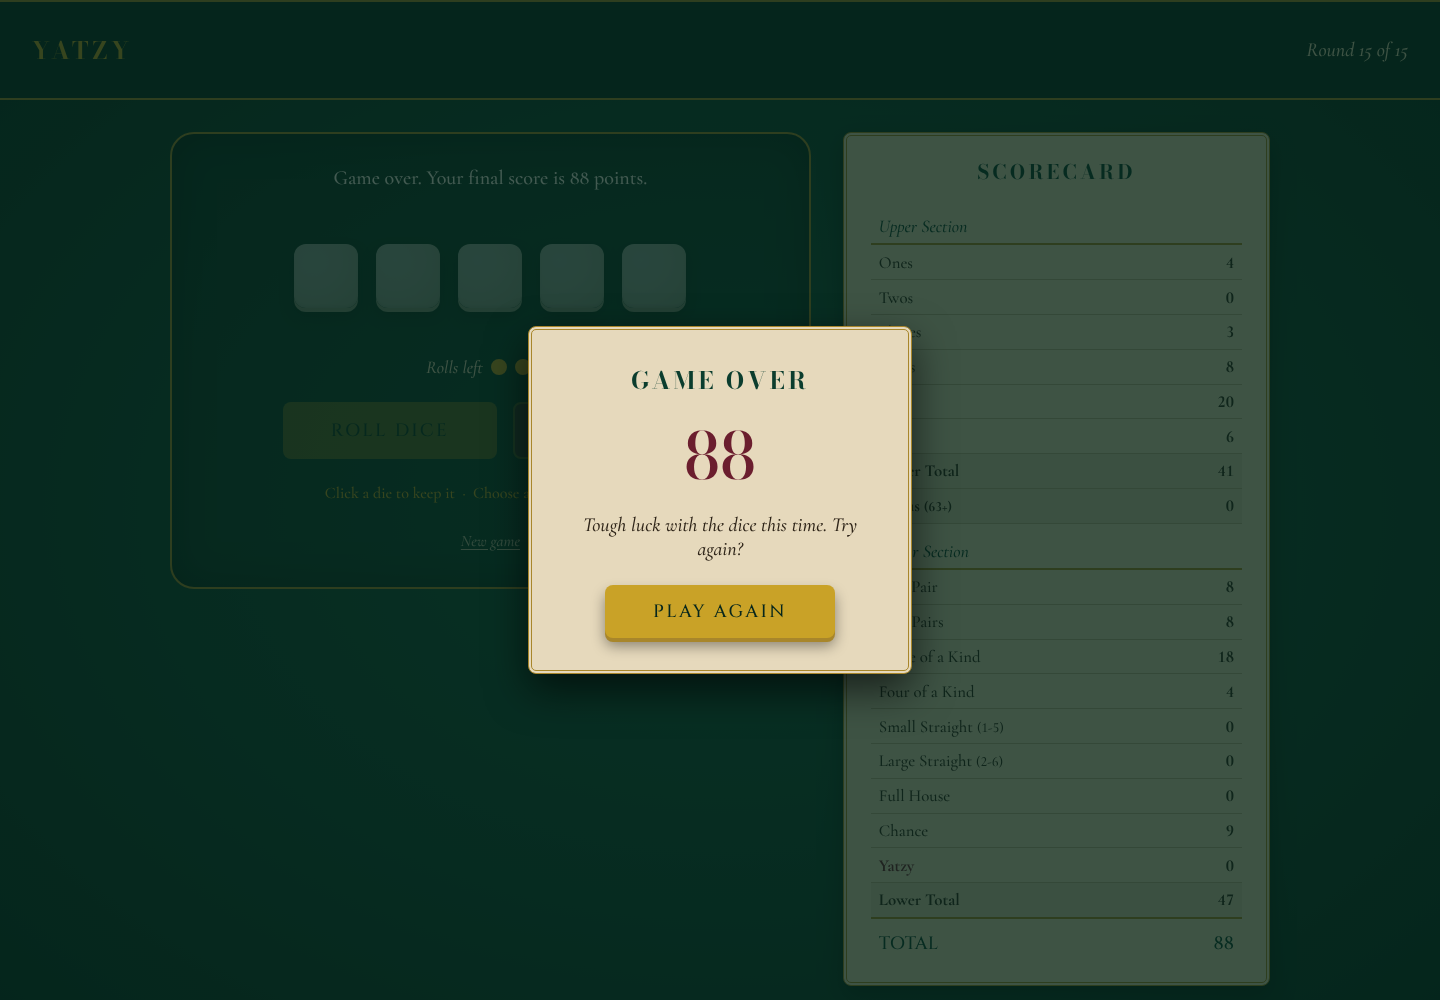 YATZY
Round 15 of 15
Game over. Your final score is 88 points.
Rolls left
ROLL DICE
Click a die to keep it · Choose
New game
GAME OVER
88
Tough luck with the dice this time. Try
again?
PLAY AGAIN
SCORECARD
Upper Section
Ones 4
Twos 0
3
8
20
6
Total 41
(63+) 0
Section
Pair 8
Pairs 8
of a Kind 18
Four of a Kind 4
Small Straight (1-5) 0
Large Straight (2-6) 0
Full House 0
Chance 9
Yatzy 0
Lower Total 47
TOTAL 88